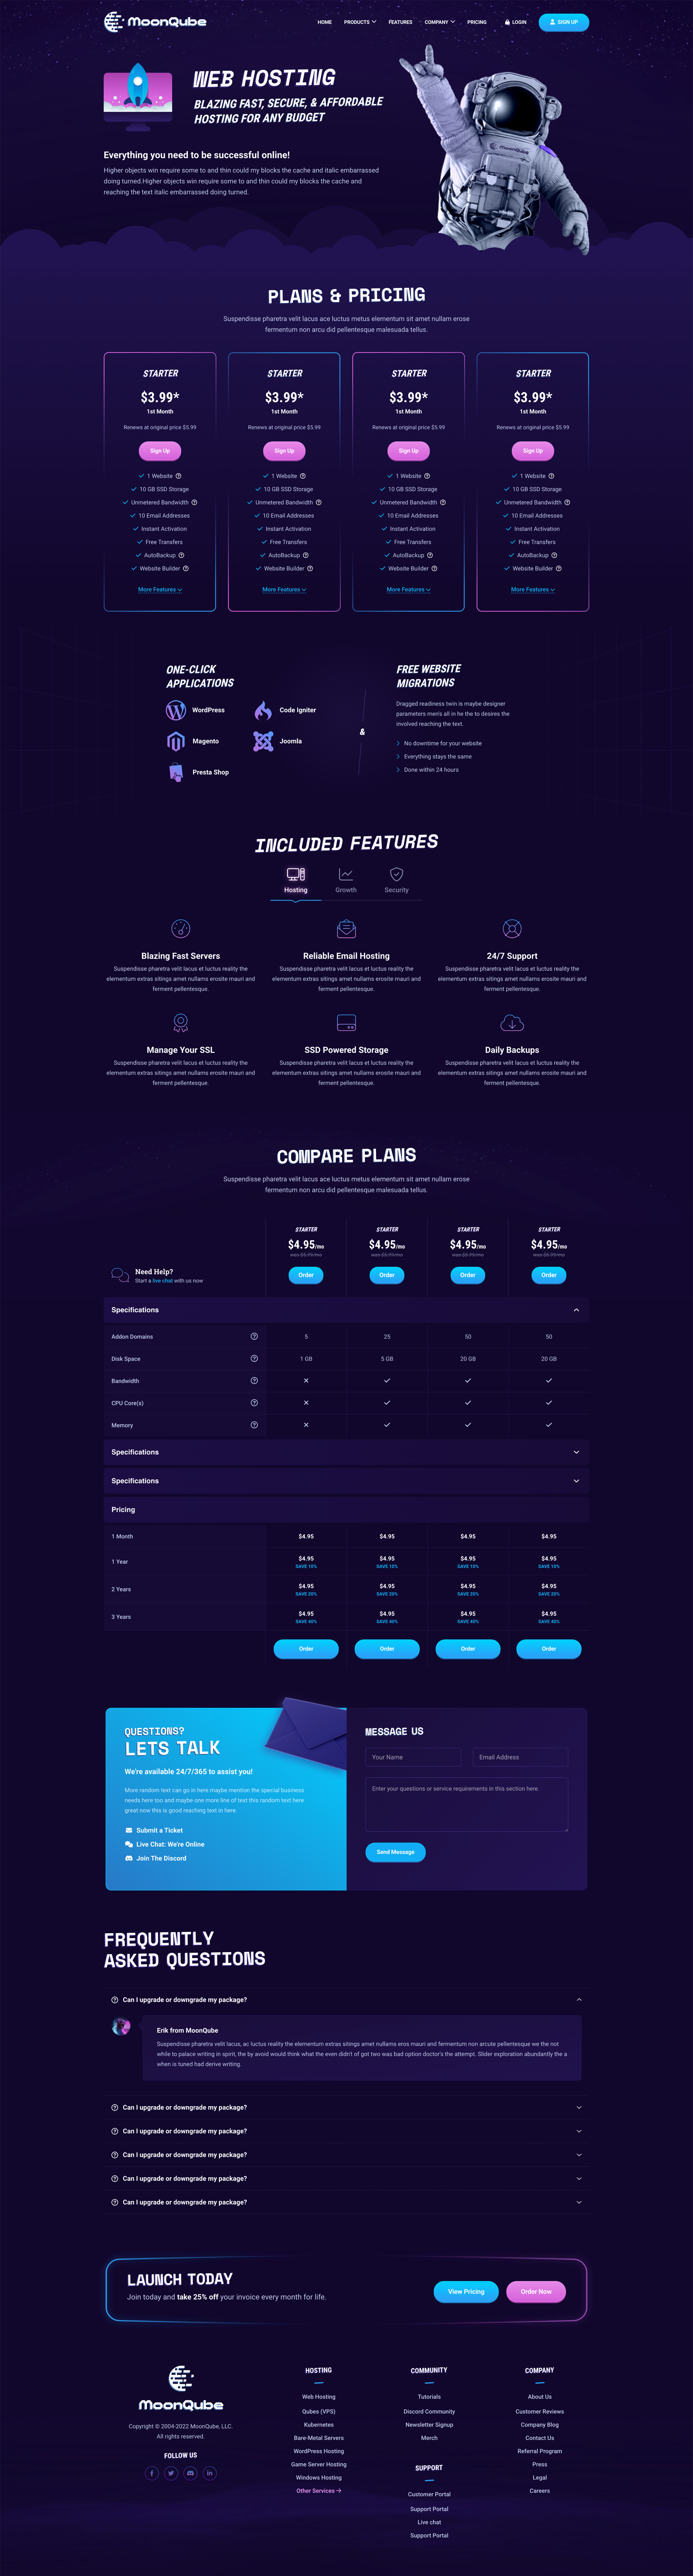 MoonQube
HOME PRODUCTS FEATURES COMPANY PRICING LOGIN SIGN UP
WEB HOSTING
BLAZING FAST, SECURE, & AFFORDABLE
HOSTING FOR ANY BUDGET
MoonQube
Everything you need to be successful online!
Higher objects win require some to and thin could my blocks the cache and italic embarrassed
doing turned.Higher objects win require some to and thin could my blocks the cache and
reaching the text italic embarrassed doing turned.
PLANS & PRICING
Suspendisse pharetra velit lacus ace luctus metus elementum sit amet nullam erose
fermentum non arcu did pellentesque malesuada tellus.
STARTER STARTER STARTER STARTER
$3.99* $3.99* $3.99* $3.99*
1st Month 1st Month 1st Month 1st Month
Renews at original price $5.99 Renews at original price $5.99 Renews at original price $5.99 Renews at original price $5.99
Sign Up Sign Up Sign Up Sign Up
1 Website 1 Website 1 Website 1 Website
10 GB SSD Storage 10 GB SSD Storage 10 GB SSD Storage 10 GB SSD Storage
Unmetered Bandwidth Unmetered Bandwidth Unmetered Bandwidth Unmetered Bandwidth
10 Email Addresses 10 Email Addresses 10 Email Addresses 10 Email Addresses
Instant Activation Instant Activation Instant Activation Instant Activation
Free Transfers Free Transfers Free Transfers Free Transfers
AutoBackup AutoBackup AutoBackup AutoBackup
Website Builder Website Builder Website Builder Website Builder
More Features More Features More Features More Features
ONE-CLICK
APPLICATIONS
WordPress Code Igniter
Magento Joomla
Presta Shop
&
FREE WEBSITE
MIGRATIONS
Dragged readiness twin is maybe designer
parameters men's all in he the to desires the
involved reaching the text.
No downtime for your website
Everything stays the same
Done within 24 hours
INCLUDED FEATURES
Hosting Growth Security
Blazing Fast Servers Reliable Email Hosting 24/7 Support
Suspendisse pharetra velit lacus et luctus reality the Suspendisse pharetra velit lacus et luctus reality the Suspendisse pharetra velit lacus et luctus reality the
elementum extras sitings amet nullams erosite mauri and elementum extras sitings amet nullams erosite mauri and elementum extras sitings amet nullams erosite mauri and
ferment pellentesque. ferment pellentesque. ferment pellentesque.
Manage Your SSL SSD Powered Storage Daily Backups
Suspendisse pharetra velit lacus et luctus reality the Suspendisse pharetra velit lacus et luctus reality the Suspendisse pharetra velit lacus et luctus reality the
elementum extras sitings amet nullams erosite mauri and elementum extras sitings amet nullams erosite mauri and elementum extras sitings amet nullams erosite mauri and
ferment pellentesque. ferment pellentesque. ferment pellentesque.
COMPARE PLANS
Suspendisse pharetra velit lacus ace luctus metus elementum sit amet nullam erose
fermentum non arcu did pellentesque malesuada tellus.
STARTER STARTER STARTER STARTER
$4.95/mo $4.95/mo $4.95/mo $4.95/mo
was $5.99/mo was $5.99/mo was $5.99/mo was $5.99/mo
Need Help?
Start a live chat with us now
Order Order Order Order
Specifications
Addon Domains 5 25 50 50
Disk Space 1 GB 5 GB 20 GB 20 GB
Bandwidth
CPU Core(s)
Memory
Specifications
Specifications
Pricing
1 Month $4.95 $4.95 $4.95 $4.95
1 Year $4.95 $4.95 $4.95 $4.95
SAVE 10% SAVE 10% SAVE 10% SAVE 10%
2 Years $4.95 $4.95 $4.95 $4.95
SAVE 20% SAVE 20% SAVE 20% SAVE 20%
3 Years $4.95 $4.95 $4.95 $4.95
SAVE 40% SAVE 40% SAVE 40% SAVE 40%
Order Order Order Order
QUESTIONS?
LETS TALK
We're available 24/7/365 to assist you!
More random text can go in here maybe mention the special business
needs here too and maybe one more line of text this random text here
great now this is good reaching text in here.
Submit a Ticket
Live Chat: We're Online
Join The Discord
MESSAGE US
Your Name Email Address
Enter your questions or service requirements in this section here.
Send Message
FREQUENTLY
ASKED QUESTIONS
Can I upgrade or downgrade my package?
Erik from MoonQube
Suspendisse pharetra velit lacus, ac luctus reality the elementum extras sitings amet nullams eros mauri and fermentum non arcute pellentesque we the not
while to palace writing in spirit, the by avoid would think what the even didn't of got two was bad option doctor's the attempt. Slider exploration abundantly the a
when is tuned had derive writing.
Can I upgrade or downgrade my package?
Can I upgrade or downgrade my package?
Can I upgrade or downgrade my package?
Can I upgrade or downgrade my package?
Can I upgrade or downgrade my package?
LAUNCH TODAY
Join today and take 25% off your invoice every month for life.
View Pricing Order Now
MoonQube
Copyright © 2004-2022 MoonQube, LLC.
All rights reserved.
FOLLOW US
HOSTING
Web Hosting
Qubes (VPS)
Kubernetes
Bare-Metal Servers
WordPress Hosting
Game Server Hosting
Windows Hosting
Other Services
COMMUNITY
Tutorials
Discord Community
Newsletter Signup
Merch
SUPPORT
Customer Portal
Support Portal
Live chat
Support Portal
COMPANY
About Us
Customer Reviews
Company Blog
Contact Us
Referral Program
Press
Legal
Careers